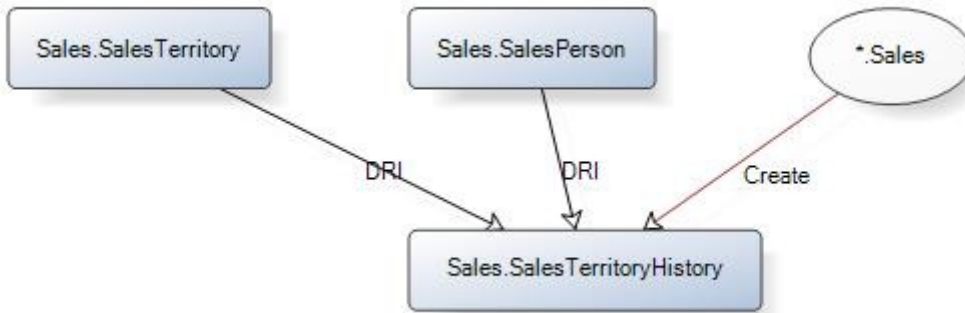 Sales.SalesTerritory
Sales.SalesPerson
*.Sales
DRI
DRI
Create
Sales.SalesTerritoryHistory